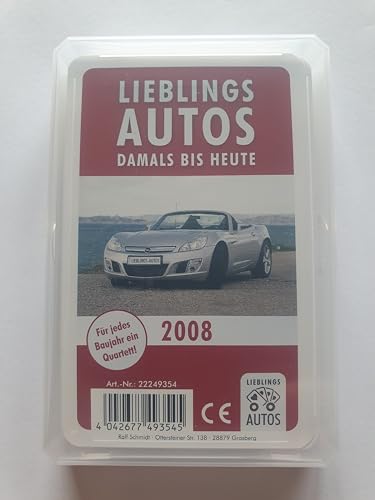 LIEBLINGS
AUTOS
DAMALS BIS HEUTE
LIEBLINGS-AUTOS
Für jedes
Baujahr ein
Quartett!
2008
Art.-Nr.: 22249354
4 042677 493545
CE
LIEBLINGS
AUTOS
Ralf Schmidt · Ottersteiner Str. 138 · 28879 Grasberg